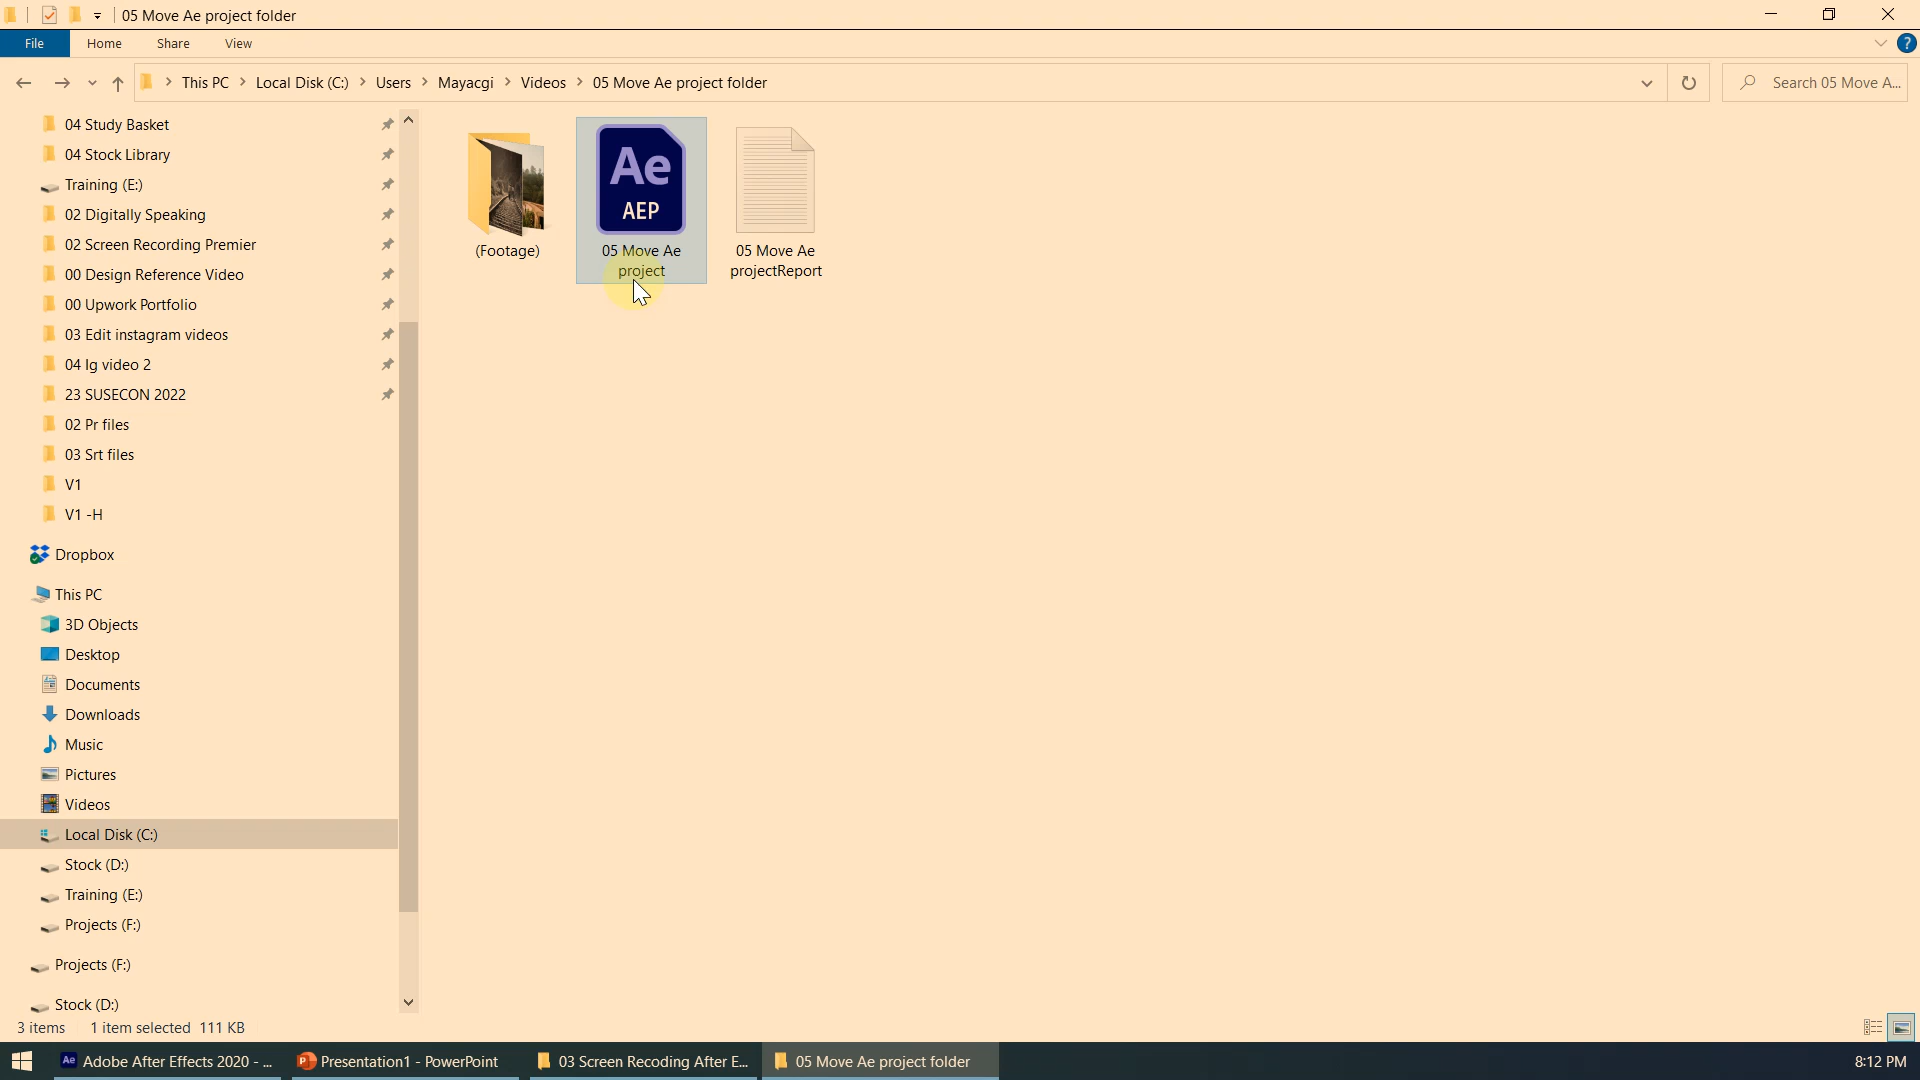 05 Move Ae project folder
File
Home
Share
View
This PC
Local Disk (C:)
Users
Mayacgi
Videos
05 Move Ae project folder
Search 05 Move A...
04 Study Basket
04 Stock Library
Training (E:)
02 Digitally Speaking
02 Screen Recording Premier
00 Design Reference Video
00 Upwork Portfolio
03 Edit instagram videos
04 Ig video 2
23 SUSECON 2022
02 Pr files
03 Srt files
V1
V1 -H
Dropbox
This PC
3D Objects
Desktop
Documents
Downloads
Music
Pictures
Videos
Local Disk (C:)
Stock (D:)
Training (E:)
Projects (F:)
Projects (F:)
Stock (D:)
(Footage)
Ae
AEP
05 Move Ae
project
05 Move Ae
projectReport
3 items
1 item selected 111 KB
Ae
Adobe After Effects 2020 - ...
P
Presentation1 - PowerPoint
03 Screen Recoding After E...
05 Move Ae project folder
8:12 PM